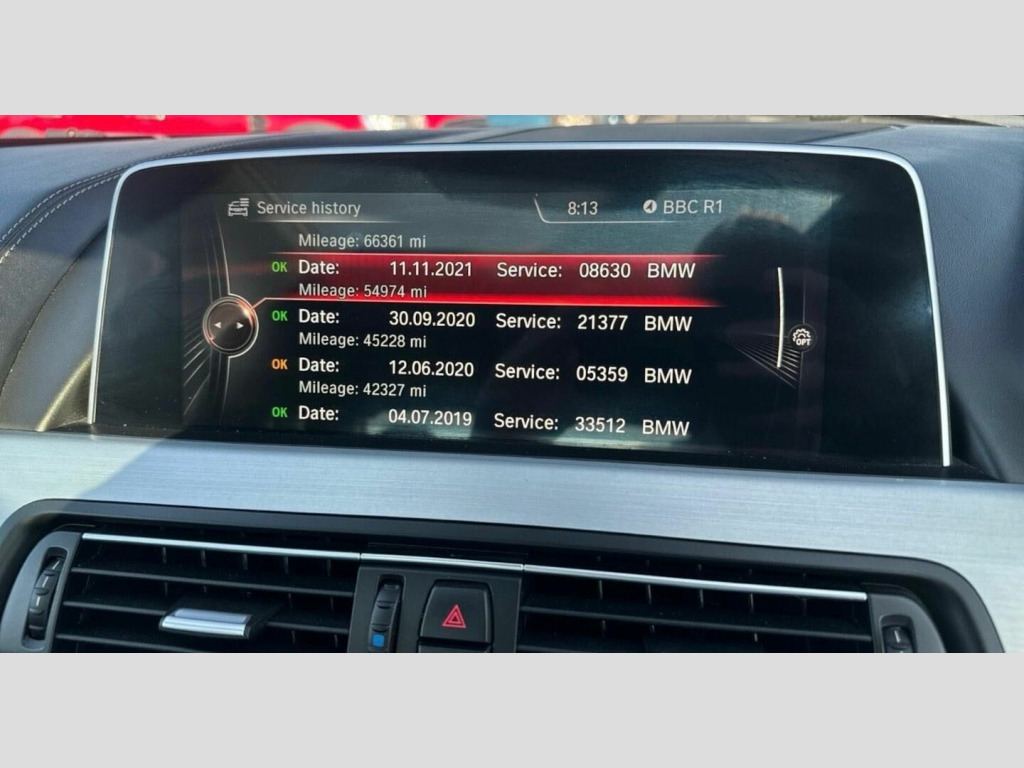 Service history 8:13 BBC R1
Mileage: 66361 mi
OK Date: 11.11.2021 Service: 08630 BMW
Mileage: 54974 mi
OK Date: 30.09.2020 Service: 21377 BMW
Mileage: 45228 mi
OK Date: 12.06.2020 Service: 05359 BMW
Mileage: 42327 mi
OK Date: 04.07.2019 Service: 33512 BMW
OPT